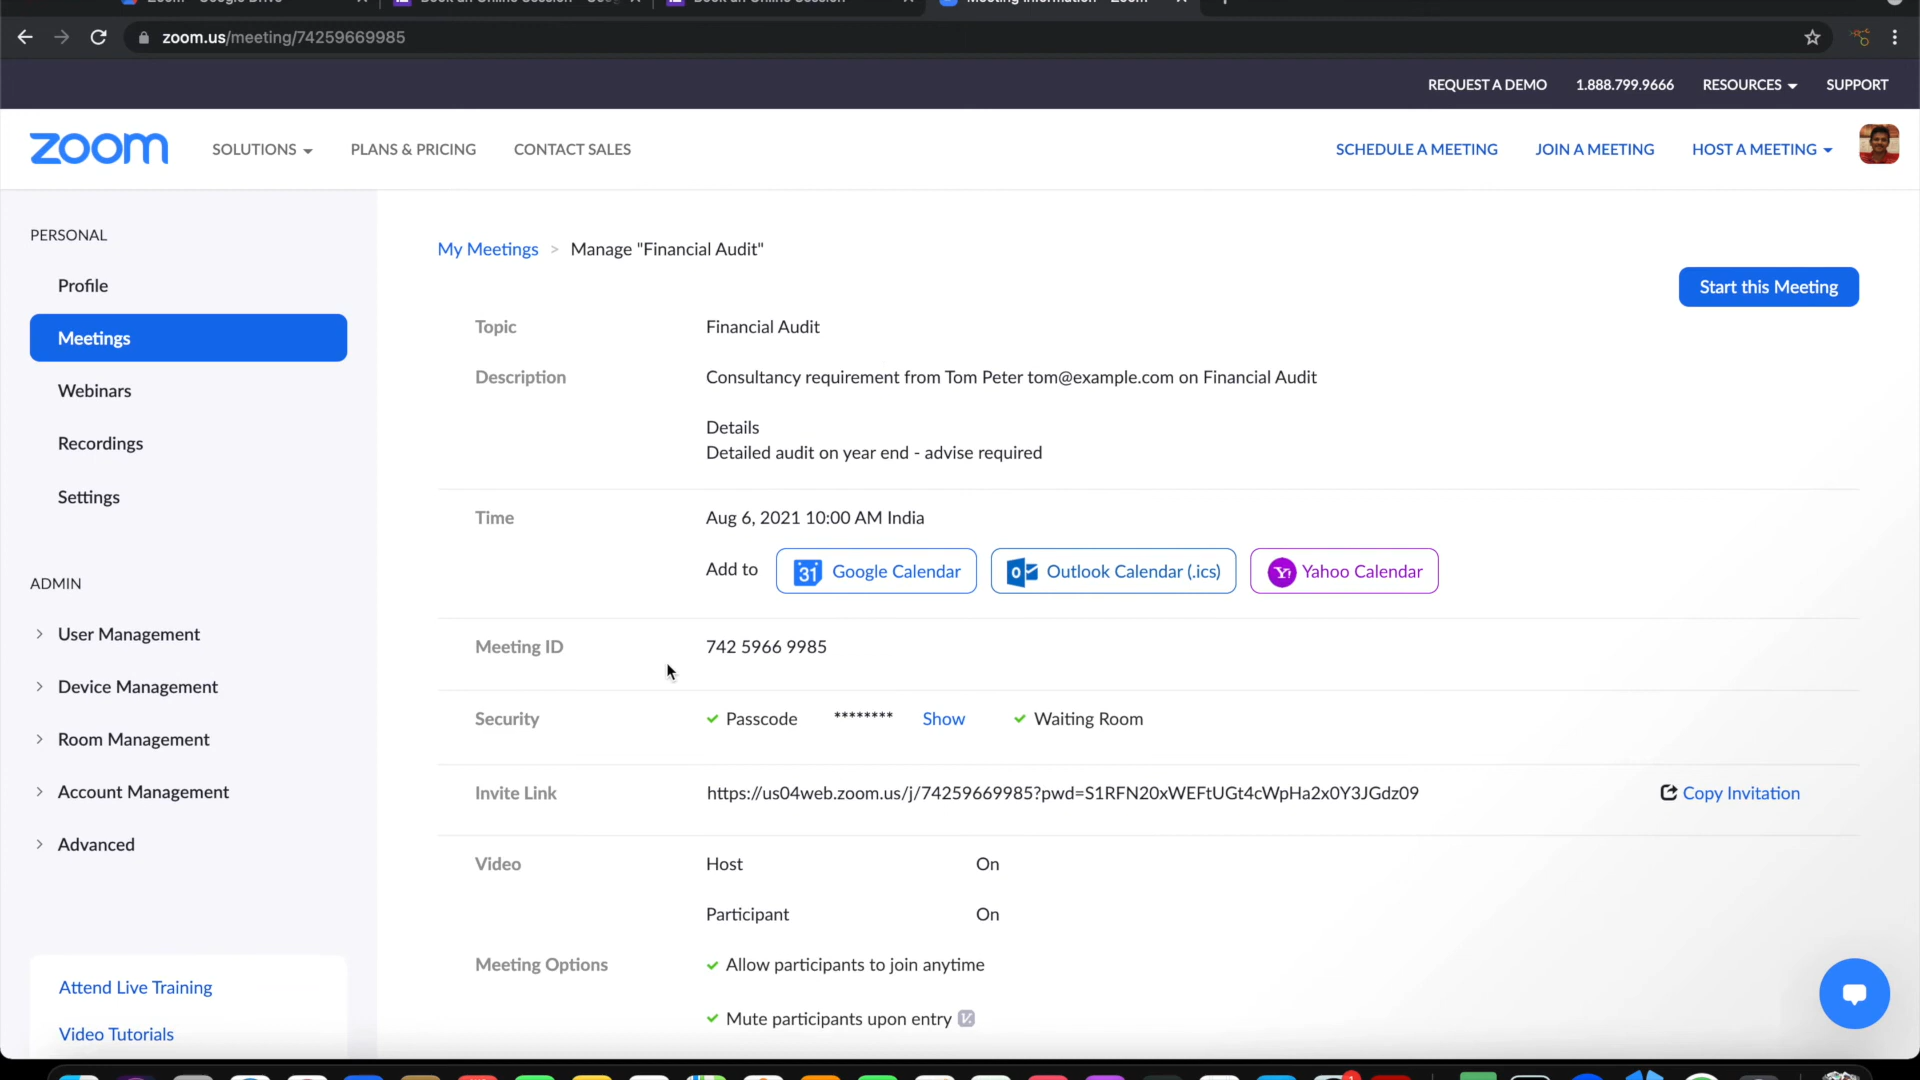 zoom.us/meeting/74259669985
REQUEST A DEMO 1.888.799.9666 RESOURCES SUPPORT
zoom SOLUTIONS PLANS & PRICING CONTACT SALES SCHEDULE A MEETING JOIN A MEETING HOST A MEETING
PERSONAL
Profile
Meetings
Webinars
Recordings
Settings
ADMIN
User Management
Device Management
Room Management
Account Management
Advanced
Attend Live Training
Video Tutorials
My Meetings > Manage "Financial Audit"
Start this Meeting
Topic Financial Audit
Description Consultancy requirement from Tom Peter tom@example.com on Financial Audit
Details
Detailed audit on year end - advise required
Time Aug 6, 2021 10:00 AM India
Add to 31 Google Calendar Outlook Calendar (.ics) Yahoo Calendar
Meeting ID 742 5966 9985
Security Passcode ******** Show Waiting Room
Invite Link https://us04web.zoom.us/j/74259669985?pwd=S1RFN20xWEFtUGt4cWpHa2x0Y3JGdz09 Copy Invitation
Video Host On
Participant On
Meeting Options Allow participants to join anytime
Mute participants upon entry